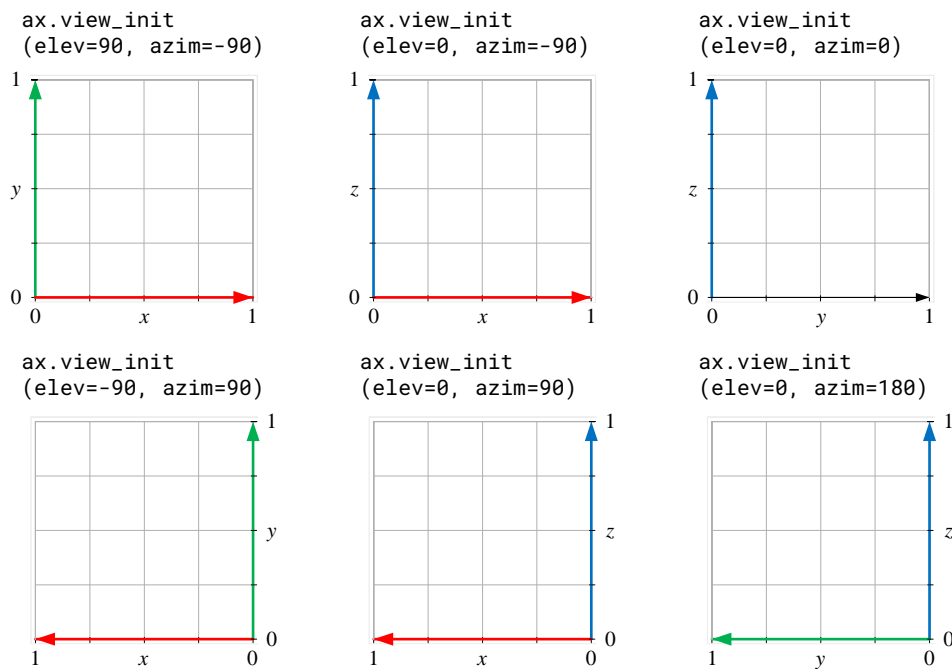 ax.view_init
(elev=90, azim=-90)
1
y
0
0 x 1
ax.view_init
(elev=0, azim=-90)
1
z
0
0 x 1
ax.view_init
(elev=0, azim=0)
1
z
0
0 y 1
ax.view_init
(elev=-90, azim=90)
1
y
0
1 x 0
ax.view_init
(elev=0, azim=90)
1
z
0
1 x 0
ax.view_init
(elev=0, azim=180)
1
z
0
1 y 0